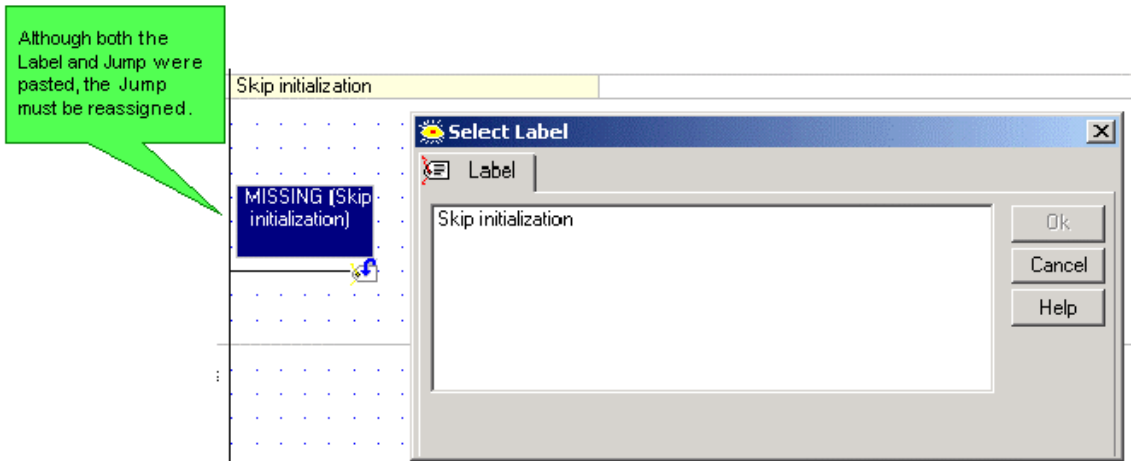 Although both the
Label and Jump were
pasted, the Jump
must be reassigned.
Skip initialization
Select Label
Label
MISSING (Skip
initialization)
Skip initialization
Ok
Cancel
Help